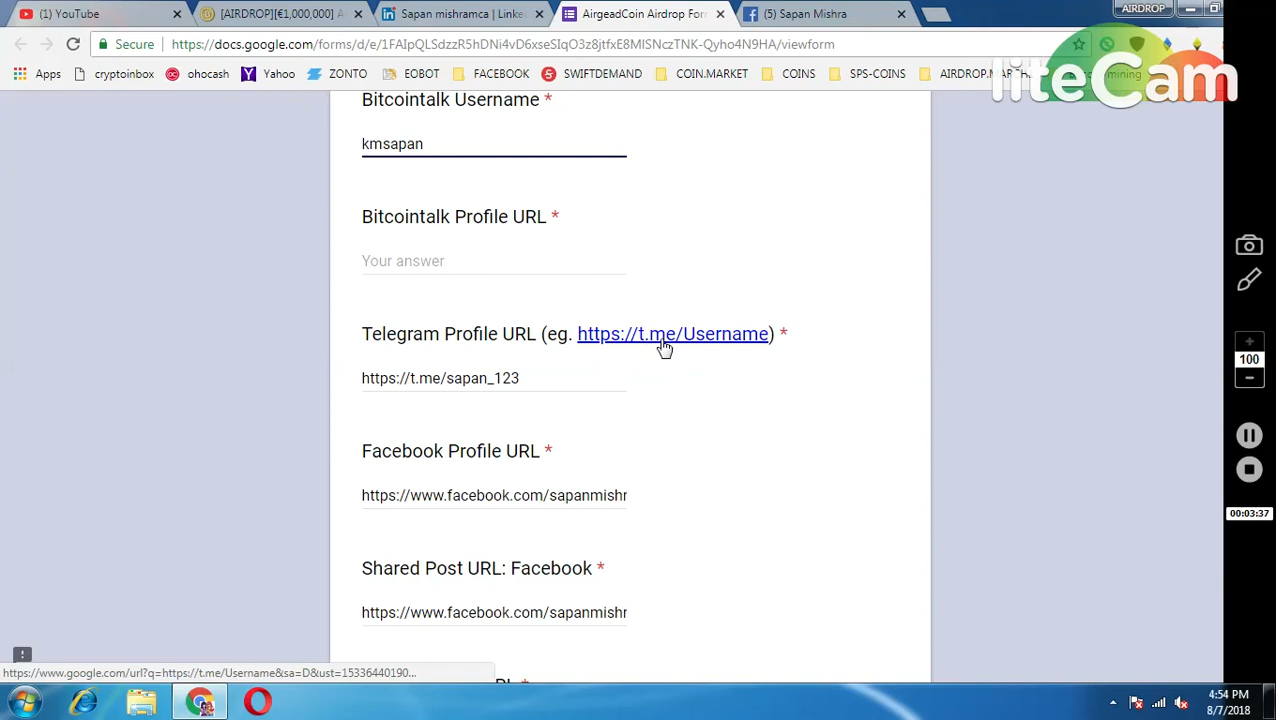 (1) YouTube
[AIRDROP][€1,000,000] A
Sapan mishramca | Linke
AirgeadCoin Airdrop For
(5) Sapan Mishra
AIRDROP
Secure
https://docs.google.com/forms/d/e/1FAIpQLSdzzR5hDNi4vD6xseSIqO3z8jtfxE8MISNczTNK-Qyho4N9HA/viewform
Apps
cryptoinbox
ohocash
Yahoo
ZONTO
EOBOT
FACEBOOK
SWIFTDEMAND
COIN.MARKET
COINS
SPS-COINS
AIRDROP.MARSH
mining
liteCam
Bitcointalk Username *
kmsapan
Bitcointalk Profile URL *
Your answer
Telegram Profile URL (eg. https://t.me/Username) *
https://t.me/sapan_123
Facebook Profile URL *
https://www.facebook.com/sapanmishr
Shared Post URL: Facebook *
https://www.facebook.com/sapanmishr
100
00:03:37
https://www.google.com/url?q=https://t.me/Username&sa=D&ust=15336440190...
4:54 PM
8/7/2018